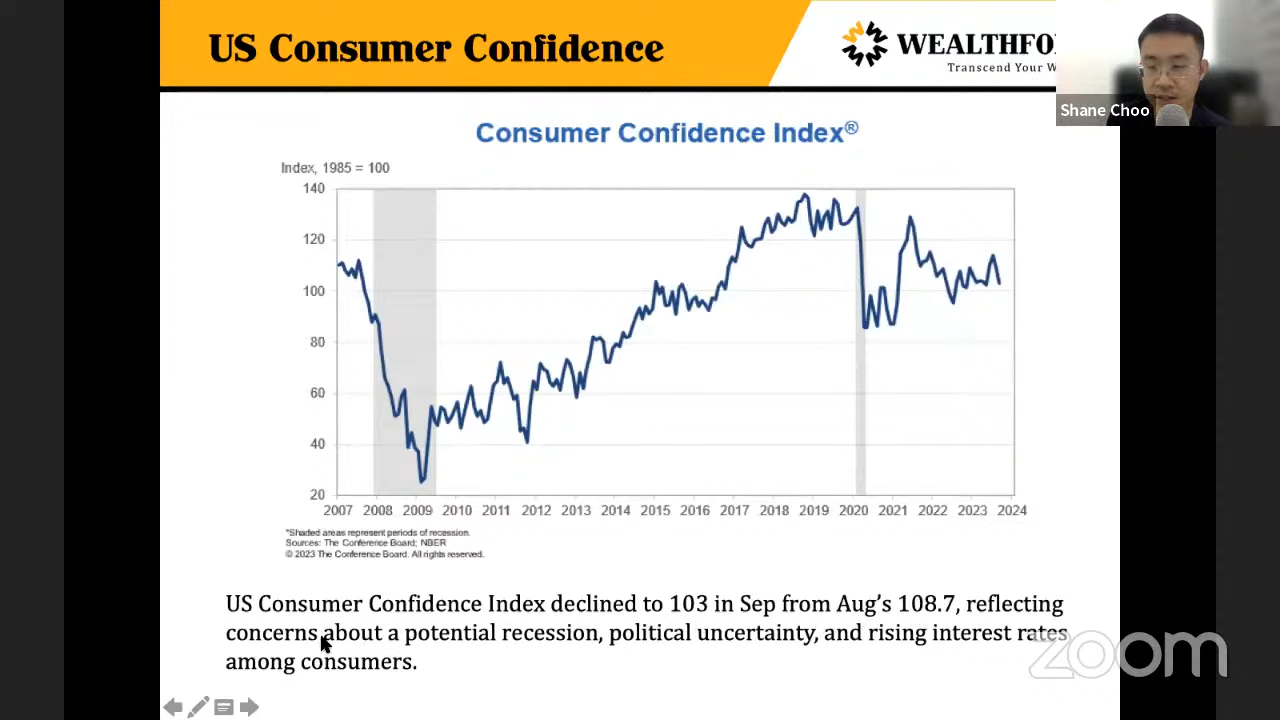 US Consumer Confidence
WEALTHFO
Transcend Your W
Shane Choo
Consumer Confidence Index®
Index, 1985 = 100
140
120
100
80
60
40
20
2007 2008 2009 2010 2011 2012 2013 2014 2015 2016 2017 2018 2019 2020 2021 2022 2023 2024
*Shaded areas represent periods of recession.
Sources: The Conference Board; NBER
© 2023 The Conference Board. All rights reserved.
US Consumer Confidence Index declined to 103 in Sep from Aug’s 108.7, reflecting
concerns about a potential recession, political uncertainty, and rising interest rates
among consumers.
zoom